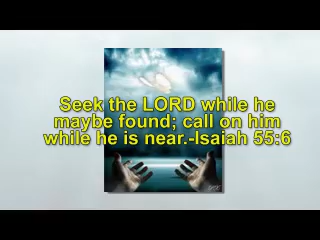 Seek the LORD while he
maybe found; call on him
while he is near.-Isaiah 55:6